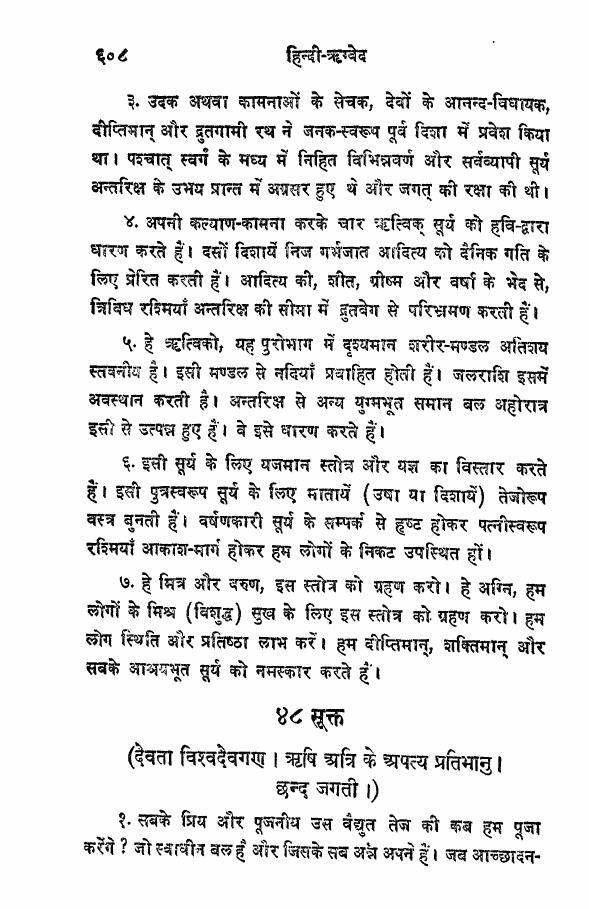 ६०८ हिन्दी-ऋग्वेद
३. उदक अथवा कामनाओं के सेचक, देवों के आनन्द-विधायक,
दीप्तिमान् और द्रुतगामी रथ ने जनक-स्वरूप पूर्व दिशा में प्रवेश किया
था। पश्चात् स्वर्ग के मध्य में निहित विभिन्नवर्ण और सर्वव्यापी सूर्य
अन्तरिक्ष के उभय प्रान्त में अग्रसर हुए थे और जगत् की रक्षा की थी।
४. अपनी कल्याण-कामना करके चार ऋत्विक् सूर्य को हवि-द्वारा
धारण करते हैं। दसों दिशायें निज गर्भजात आदित्य को दैनिक गति के
लिए प्रेरित करती हैं। आदित्य की, शीत, ग्रीष्म और वर्षा के भेद से,
त्रिविध रश्मियाँ अन्तरिक्ष की सीमा में द्रुतवेग से परिभ्रमण करती हैं।
५. हे ऋत्विको, यह पुरोभाग में दृश्यमान शरीर-मण्डल अतिशय
स्तवनीय है। इसी मण्डल से नदियाँ प्रवाहित होती हैं। जलराशि इसमें
अवस्थान करती है। अन्तरिक्ष से अन्य युग्मभूत समान बल अहोरात्र
इसी से उत्पन्न हुए हैं। वे इसे धारण करते हैं।
६. इसी सूर्य के लिए यजमान स्तोत्र और यज्ञ का विस्तार करते
हैं। इसी पुत्रस्वरूप सूर्य के लिए मातायें (उषा या दिशायें) तेजोरूप
वस्त्र बुनती हैं। वर्षणकारी सूर्य के सम्पर्क से हृष्ट होकर पत्नीस्वरूप
रश्मियाँ आकाश-मार्ग होकर हम लोगों के निकट उपस्थित हों।
७. हे मित्र और वरुण, इस स्तोत्र को ग्रहण करो। हे अग्नि, हम
लोगों के मिश्र (विशुद्ध) सुख के लिए इस स्तोत्र को ग्रहण करो। हम
लोग स्थिति और प्रतिष्ठा लाभ करें। हम दीप्तिमान्, शक्तिमान् और
सबके आश्रयभूत सूर्य को नमस्कार करते हैं।
४८ सूक्त
(देवता विश्वदेवगण। ऋषि अत्रि के अपत्य प्रतिभानु।
छन्द जगती।)
१. सबके प्रिय और पूजनीय उस वैद्युत तेज की कब हम पूजा
करेंगे? जो स्वाधीन बल है और जिसके सब अन्न अपने हैं। जब आच्छादन-